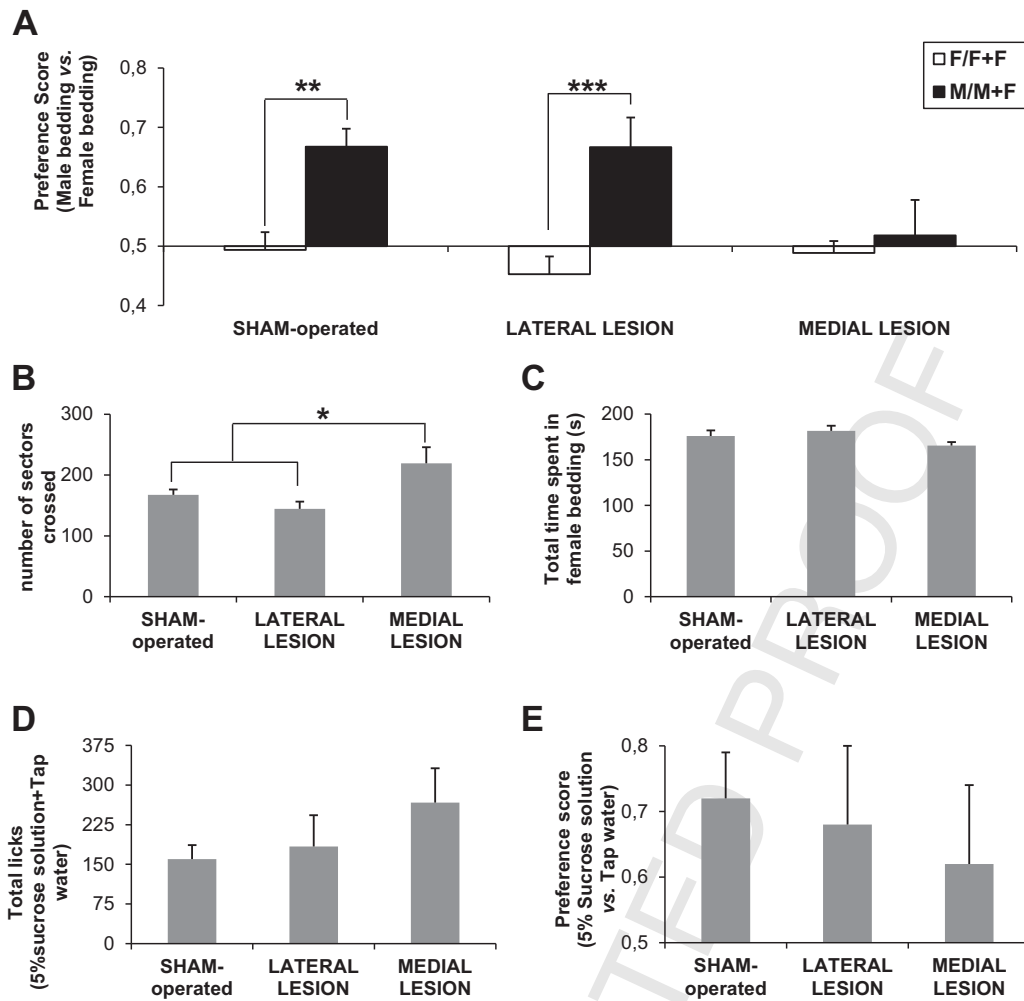 A
Preference Score
(Male bedding vs.
Female bedding)
0,8
0,7
0,6
0,5
0,4
**
***
F/F+F
M/M+F
SHAM-operated
LATERAL LESION
MEDIAL LESION
B
number of sectors
crossed
300
200
100
0
*
SHAM-
operated
LATERAL
LESION
MEDIAL
LESION
C
Total time spent in
female bedding (s)
200
150
100
50
0
SHAM-
operated
LATERAL
LESION
MEDIAL
LESION
D
Total licks
(5%sucrose solution+Tap
water)
375
300
225
150
75
0
SHAM-
operated
LATERAL
LESION
MEDIAL
LESION
E
Preference score
(5% Sucrose solution
vs. Tap water)
0,8
0,7
0,6
0,5
SHAM-
operated
LATERAL
LESION
MEDIAL
LESION
TED PROOF